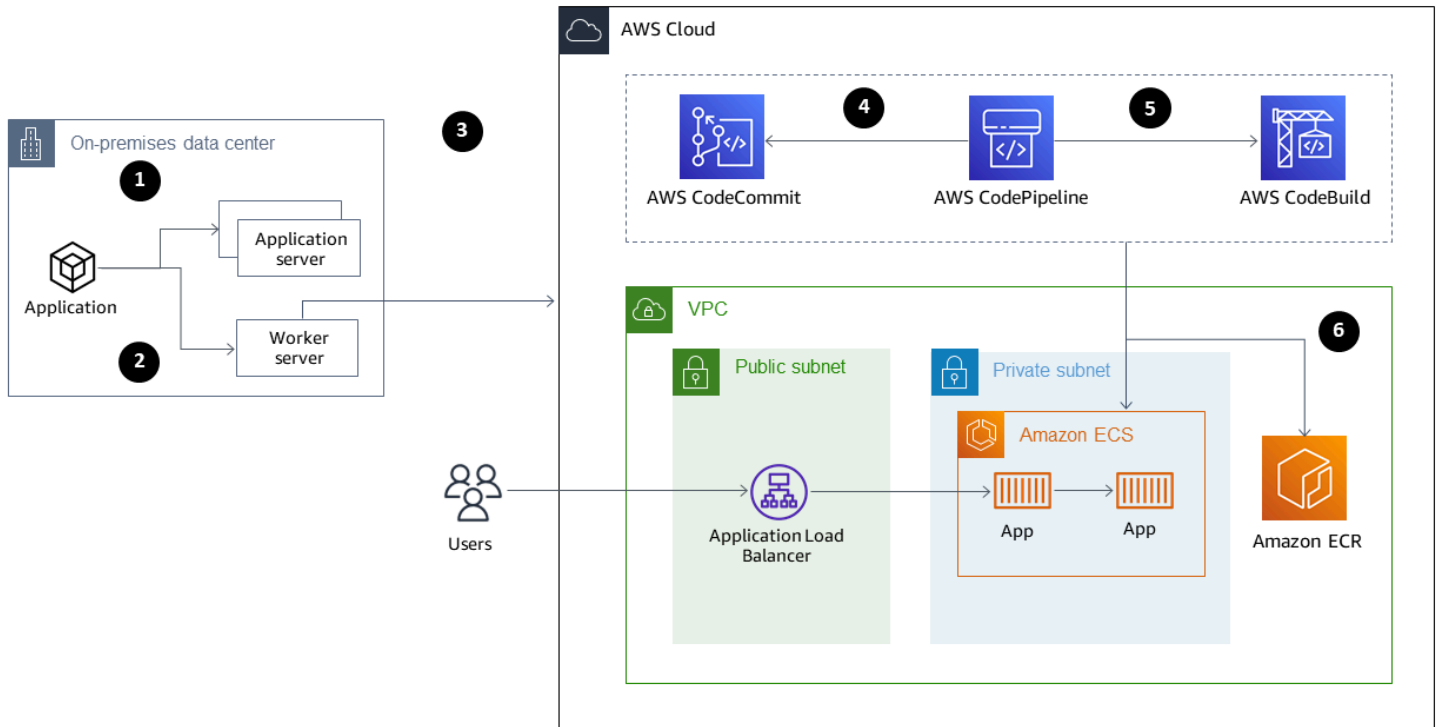 AWS Cloud
4
5
3
On-premises data center
1
AWS CodeCommit
AWS CodePipeline
AWS CodeBuild
Application
server
Application
VPC
6
Worker
server
2
Public subnet
Private subnet
Amazon ECS
App
App
Application Load
Balancer
Users
Amazon ECR